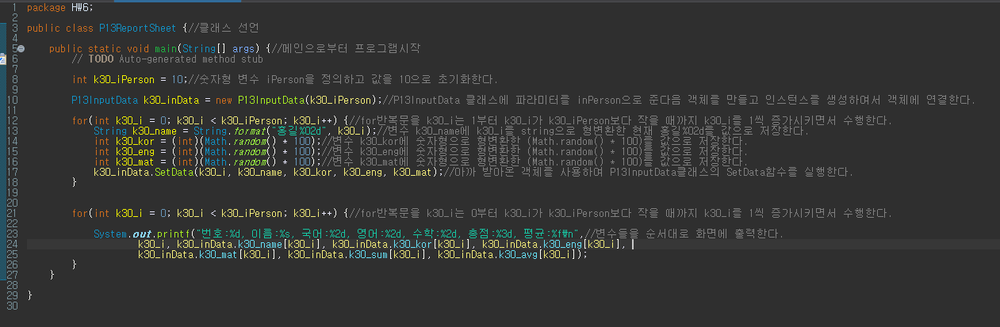 1 package HW6;
2
3 public class P13ReportSheet {//클래스 선언
4
5 public static void main(String[] args) {//메인으로부터 프로그램시작
6 // TODO Auto-generated method stub
7
8 int k30_iPerson = 10;//숫자형 변수 iPerson을 정의하고 값을 10으로 초기화한다.
9
10 P13InputData k30_inData = new P13InputData(k30_iPerson);//P13InputData 클래스에 파라미터를 inPerson으로 준다음 객체를 만들고 인스턴스를 생성하여서 객체에 연결한다.
11
12 for(int k30_i = 0; k30_i < k30_iPerson; k30_i++) {//for반복문을 k30_i는 1부터 k30_i가 k30_iPerson보다 작을 때까지 k30_i를 1씩 증가시키면서 수행한다.
13 String k30_name = String.format("홍길%02d", k30_i);//변수 k30_name에 k30_i를 string으로 형변환한 현재 홍길%02d를 값으로 저장한다.
14 int k30_kor = (int)(Math.random() * 100);//변수 k30_kor에 숫자형으로 형변환한 (Math.random() * 100)를 값으로 저장한다.
15 int k30_eng = (int)(Math.random() * 100);//변수 k30_eng에 숫자형으로 형변환한 (Math.random() * 100)를 값으로 저장한다.
16 int k30_mat = (int)(Math.random() * 100);//변수 k30_mat에 숫자형으로 형변환한 (Math.random() * 100)를 값으로 저장한다.
17 k30_inData.SetData(k30_i, k30_name, k30_kor, k30_eng, k30_mat);//아까 받아온 객체를 사용하여 P13InputData클래스의 SetData함수를 실행한다.
18 }
19
20
21 for(int k30_i = 0; k30_i < k30_iPerson; k30_i++) {//for반복문을 k30_i는 0부터 k30_i가 k30_iPerson보다 작을 때까지 k30_i를 1씩 증가시키면서 수행한다.
22
23 System.out.printf("번호:%d, 이름:%s, 국어:%2d, 영어:%2d, 수학:%2d, 총점:%3d, 평균:%f\n",//변수들을 순서대로 화면에 출력한다.
24 k30_i, k30_inData.k30_name[k30_i], k30_inData.k30_kor[k30_i], k30_inData.k30_eng[k30_i],
25 k30_inData.k30_mat[k30_i], k30_inData.k30_sum[k30_i], k30_inData.k30_avg[k30_i]);
26 }
27 }
28
29 }
30